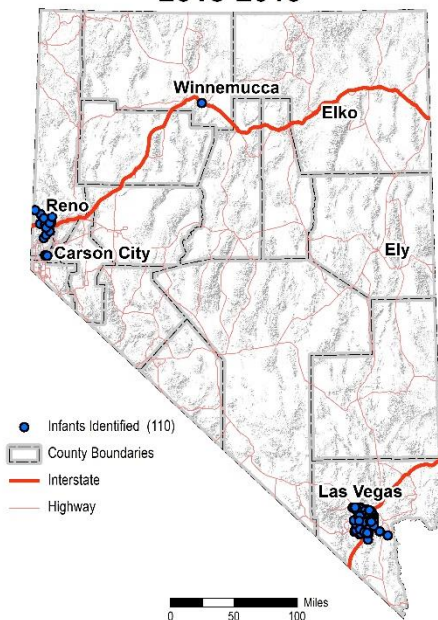 Winnemucca
Elko
Reno
Carson City
Ely
Infants Identified (110)
County Boundaries
Interstate
Highway
Las Vegas
Miles
0 50 100